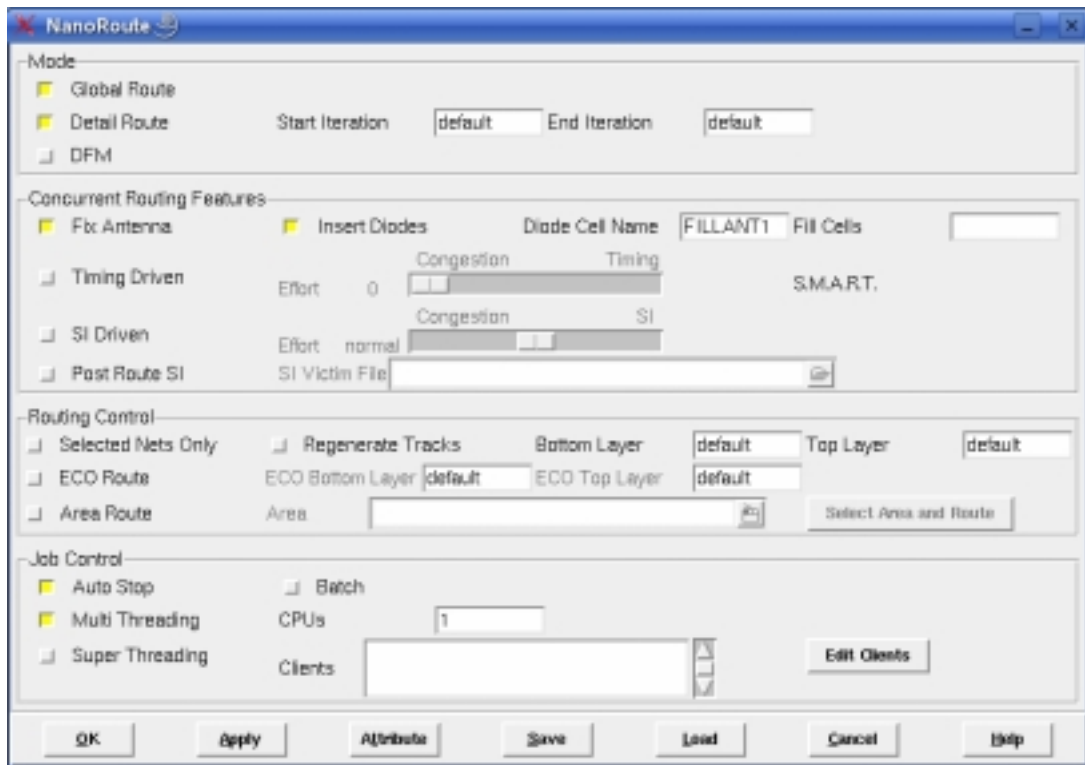 NanoRoute
Mode
Global Route
Detail Route Start Iteration default End Iteration default
DFM
Concurrent Routing Features
Fix Antenna Insert Diodes Diode Cell Name FILLANT1 Fill Cells
Congestion Timing
Timing Driven Effort 0 S.M.A.R.T.
Congestion SI
SI Driven Effort normal
Post Route SI SI Victim File
Routing Control
Selected Nets Only Regenerate Tracks Bottom Layer default Top Layer default
ECO Route ECO Bottom Layer default ECO Top Layer default
Area Route Area Select Area and Route
Job Control
Auto Stop Batch
Multi Threading CPUs 1
Super Threading Clients Edit Clients
OK Apply Attribute Save Load Cancel Help